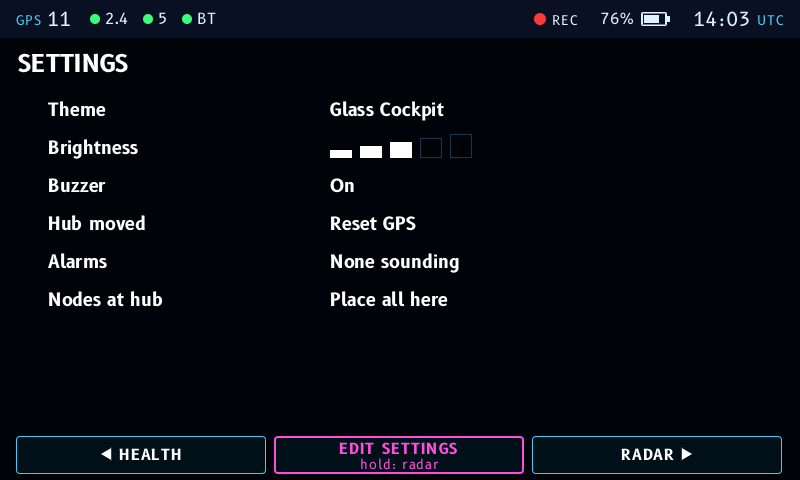 GPS 11 2.4 5 BT REC 76% 14:03 UTC
SETTINGS
Theme Glass Cockpit
Brightness
Buzzer On
Hub moved Reset GPS
Alarms None sounding
Nodes at hub Place all here
◀ HEALTH EDIT SETTINGS RADAR ▶
hold: radar